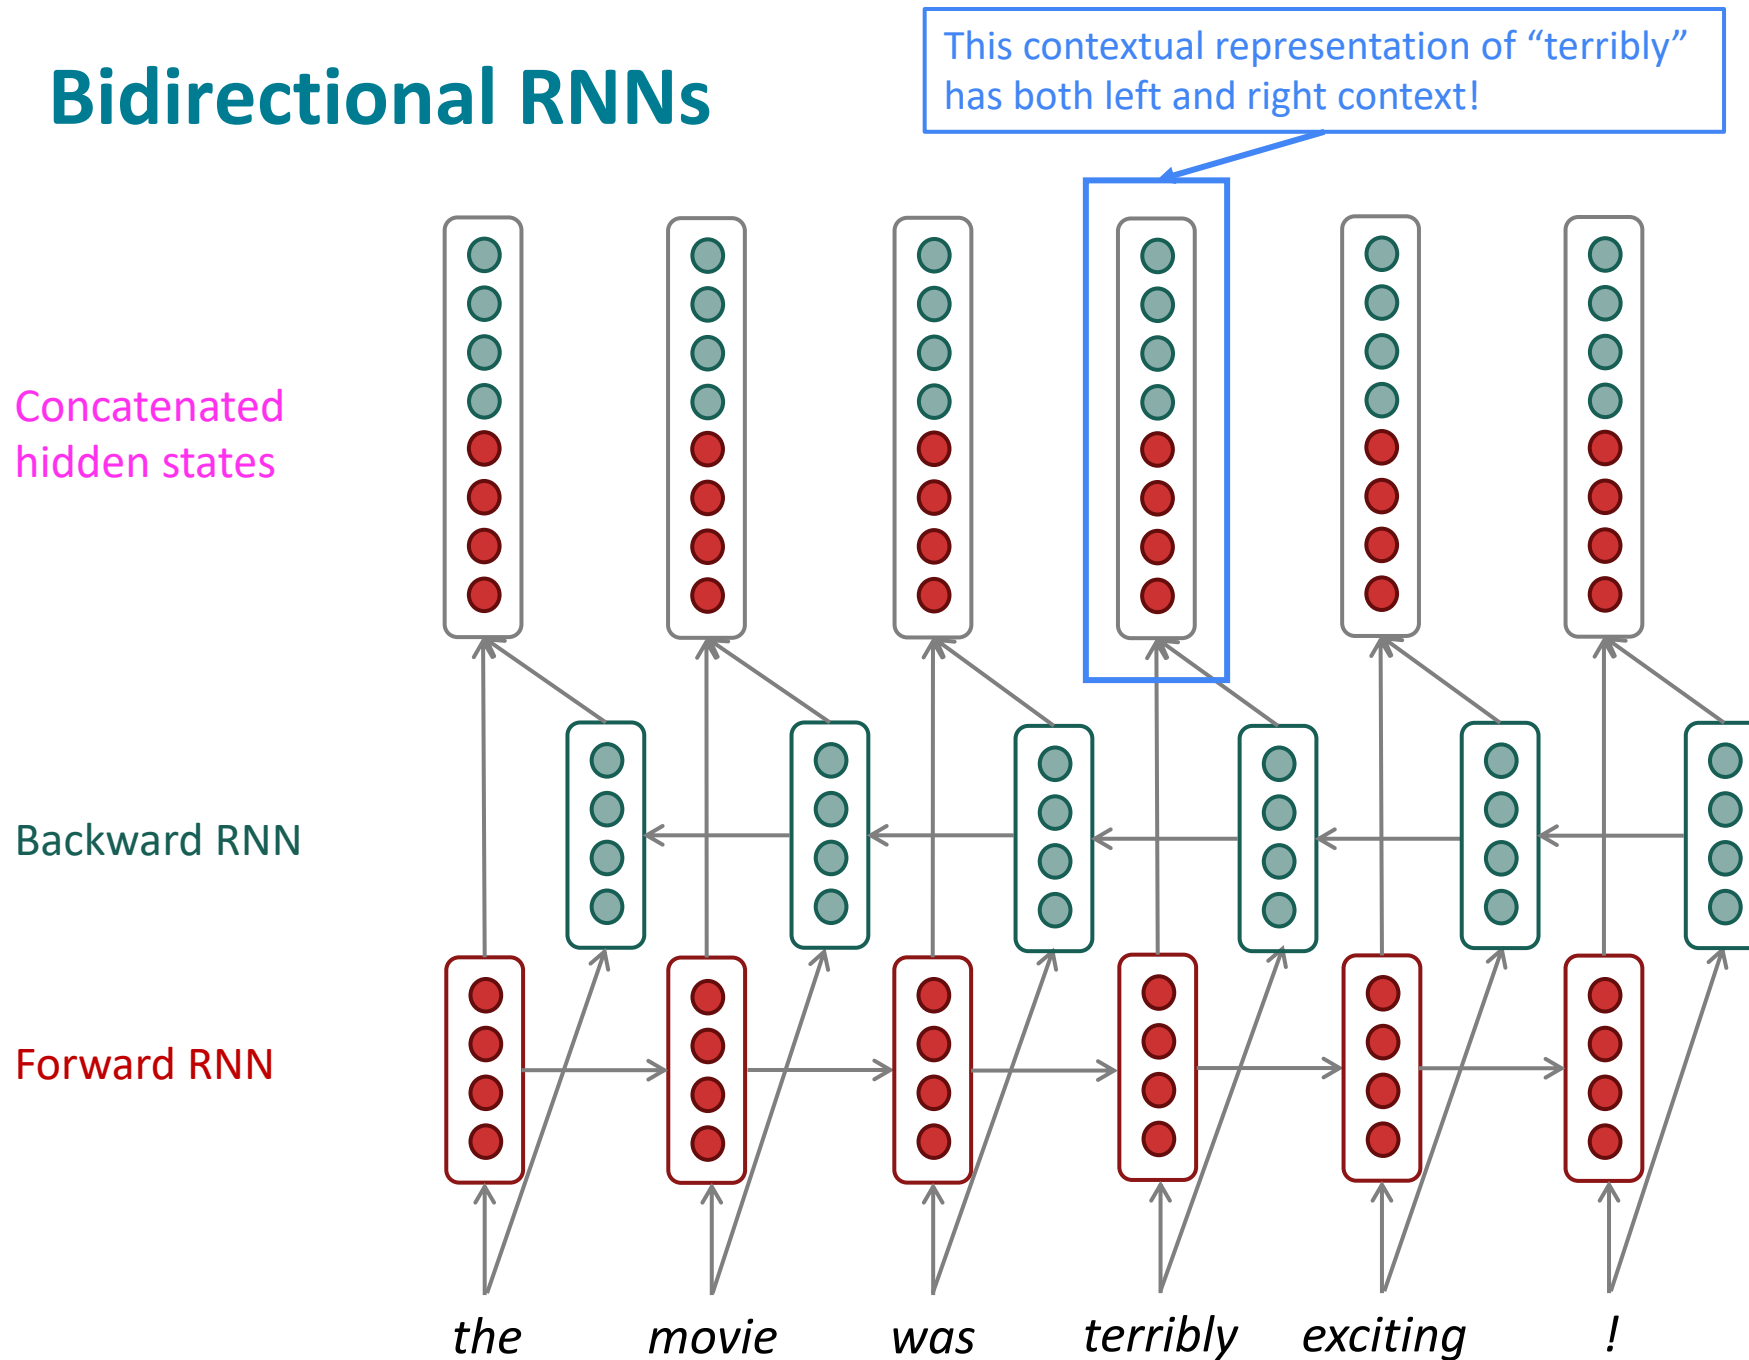 Bidirectional RNNs
This contextual representation of “terribly”
has both left and right context!
Concatenated
hidden states
Backward RNN
Forward RNN
the movie was terribly exciting !